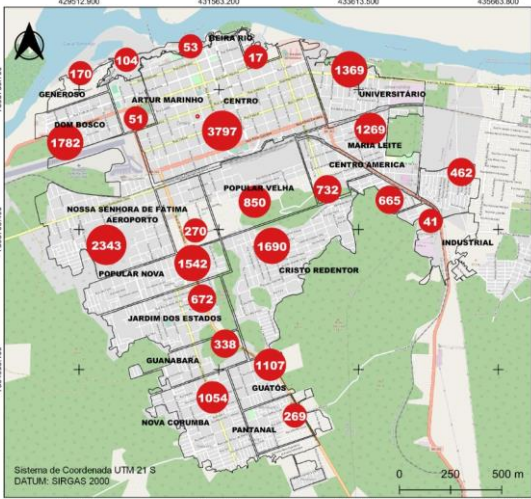 429512.900 431563.200 433613.500 435663.800
BEIRA RIO
53
17
104
170
1369
GENEROSO
ARTUR MARINHO
CENTRO
UNIVERSITÁRIO
51
DOM BOSCO
3797
1269
1782
MARIA LEITE
CENTRO AMERICA
462
POPULAR VELHA
732
850
665
NOSSA SENHORA DE FÁTIMA
AEROPORTO
270
41
2343
1690
INDUSTRIAL
1542
POPULAR NOVA
CRISTO REDENTOR
672
JARDIM DOS ESTADOS
338
GUANABARA
1107
GUATÓS
1054
269
NOVA CORUMBA
PANTANAL
Sistema de Coordenada UTM 21 S
DATUM: SIRGAS 2000
0 250 500 m